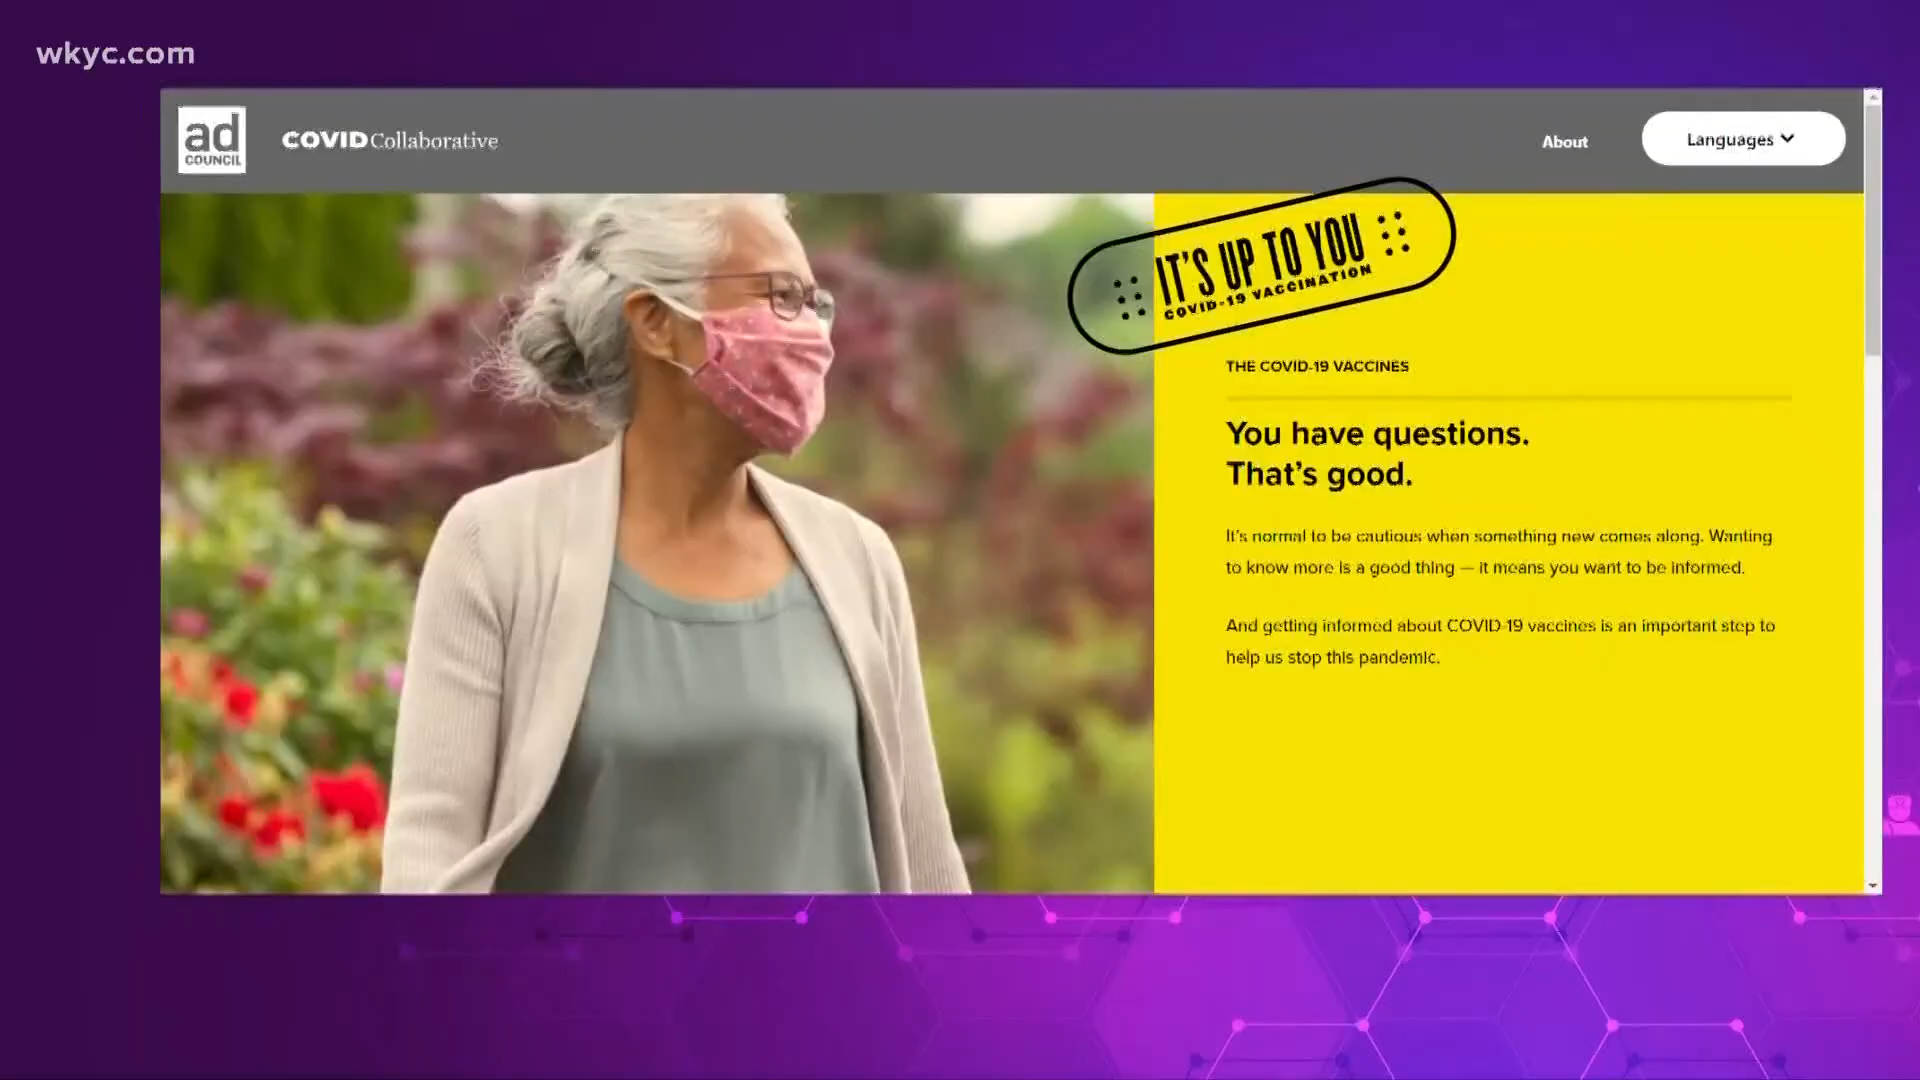 wkyc.com
ad
COUNCIL
COVID Collaborative
About
Languages
IT'S UP TO YOU
COVID-19 VACCINATION
THE COVID-19 VACCINES
You have questions.
That's good.
It's normal to be cautious when something new comes along. Wanting
to know more is a good thing — it means you want to be informed.
And getting informed about COVID-19 vaccines is an important step to
help us stop this pandemic.